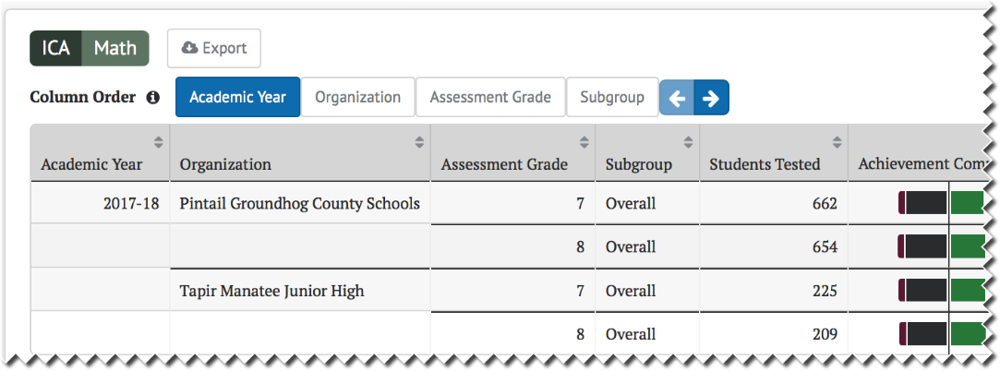 ICA Math Export
Column Order Academic Year Organization Assessment Grade Subgroup
Academic Year Organization Assessment Grade Subgroup Students Tested Achievement Com
2017-18 Pintail Groundhog County Schools 7 Overall 662
8 Overall 654
Tapir Manatee Junior High 7 Overall 225
8 Overall 209